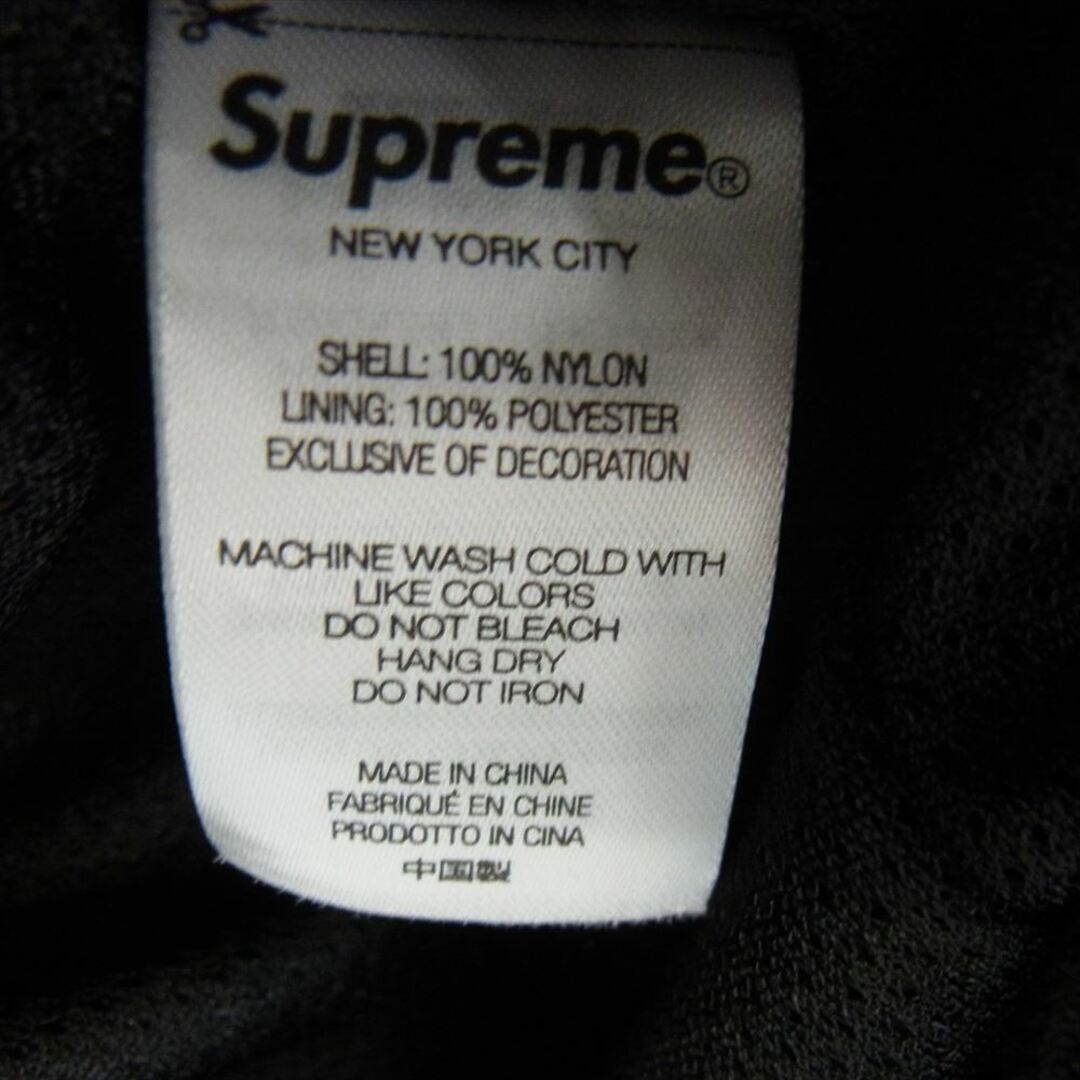 Supreme®
NEW YORK CITY
SHELL: 100% NYLON
LINING: 100% POLYESTER
EXCLUSIVE OF DECORATION
MACHINE WASH COLD WITH
LIKE COLORS
DO NOT BLEACH
HANG DRY
DO NOT IRON
MADE IN CHINA
FABRIQUÉ EN CHINE
PRODOTTO IN CINA
中国製